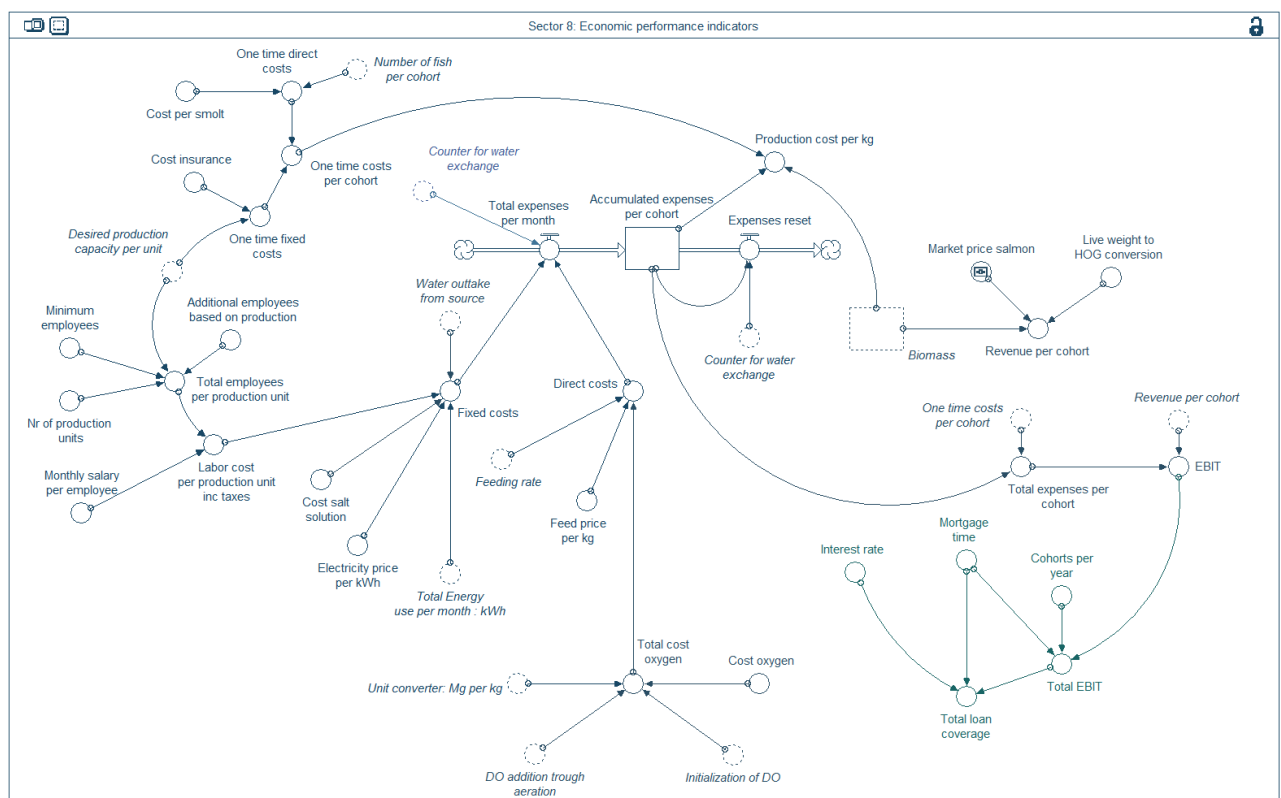 Sector 8: Economic performance indicators
One time direct
costs
Number of fish
per cohort
Cost per smolt
Cost insurance
One time costs
per cohort
Counter for water
exchange
Production cost per kg
Desired production
capacity per unit
One time fixed
costs
Total expenses
per month
Accumulated expenses
per cohort
Expenses reset
Market price salmon
Live weight to
HOG conversion
Water outtake
from source
Minimum
employees
Additional employees
based on production
Counter for water
exchange
Biomass
Revenue per cohort
Total employees
per production unit
Direct costs
Nr of production
units
Fixed costs
One time costs
per cohort
Revenue per cohort
Monthly salary
per employee
Labor cost
per production unit
inc taxes
Feeding rate
EBIT
Cost salt
solution
Feed price
per kg
Total expenses per
cohort
Electricity price
per kWh
Total Energy
use per month : kWh
Interest rate
Mortgage
time
Cohorts per
year
Total cost
oxygen
Cost oxygen
Unit converter: Mg per kg
Total EBIT
Total loan
coverage
DO addition trough
aeration
Initialization of DO